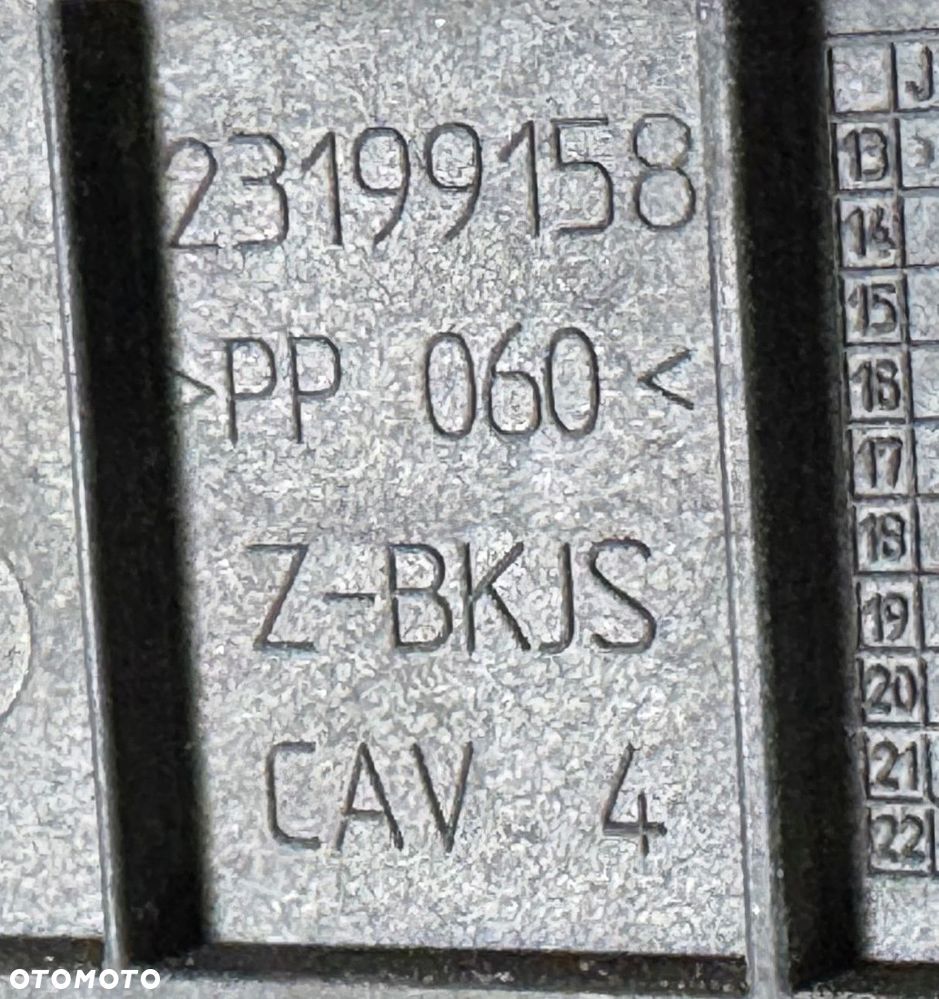 23199158
>PP 060<
Z-BKJS
CAV 4
J
13
14
15
16
17
18
19
20
21
22
OTOMOTO